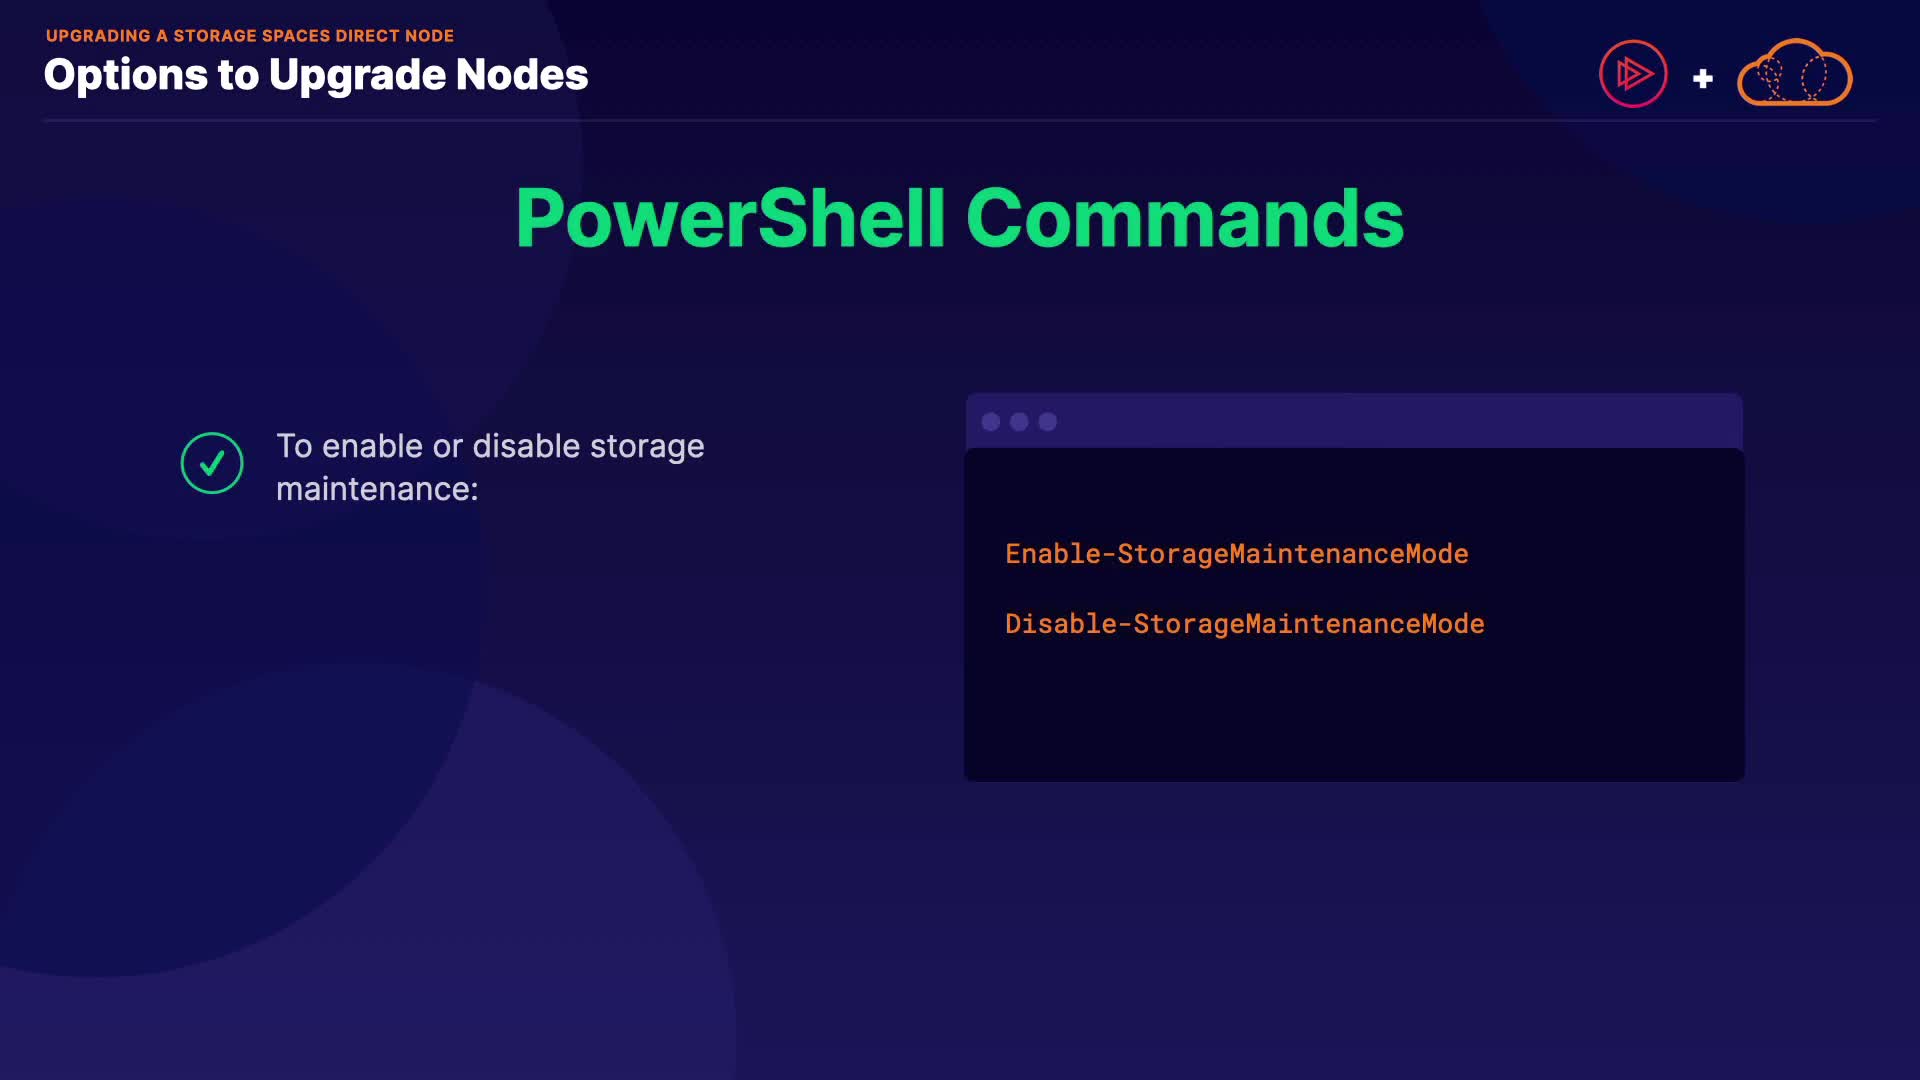 UPGRADING A STORAGE SPACES DIRECT NODE
Options to Upgrade Nodes
+
PowerShell Commands
To enable or disable storage
maintenance:
Enable-StorageMaintenanceMode
Disable-StorageMaintenanceMode